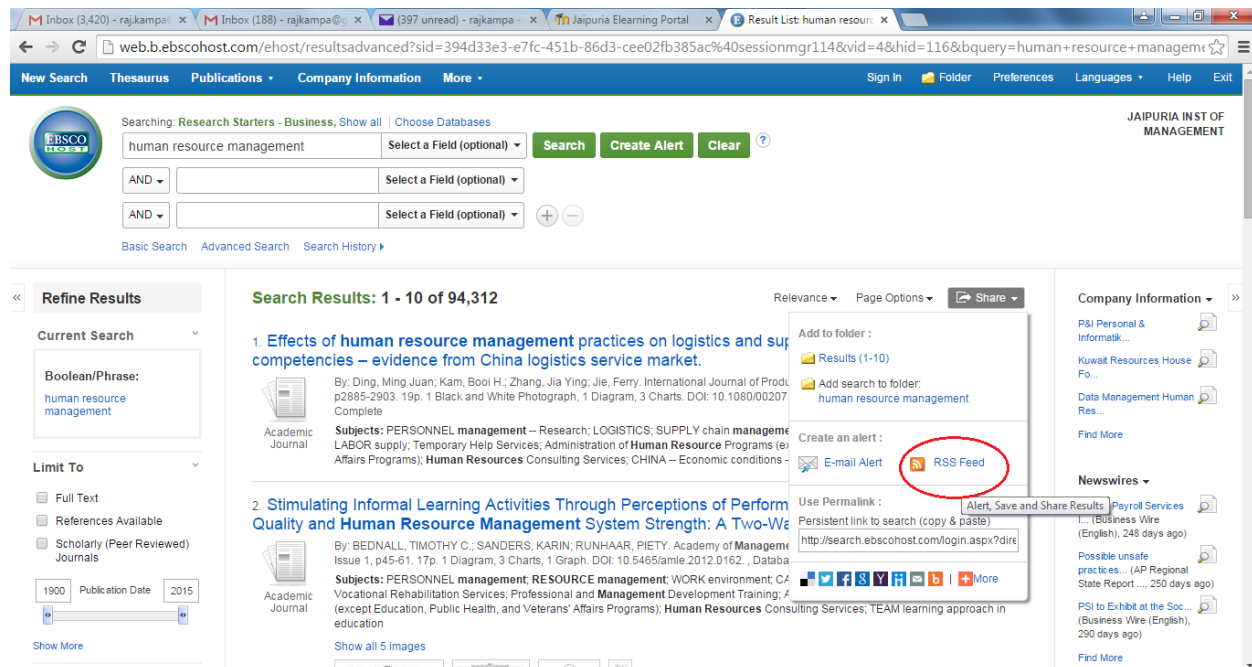 Inbox (3,420) - raj.kampa
Inbox (188) - rajkampa@g
(397 unread) - rajkampa -
Jaipuria Elearning Portal
Result List: human resourc
web.b.ebscohost.com/ehost/resultsadvanced?sid=394d33e3-e7fc-451b-86d3-cee02fb385ac%40sessionmgr114&vid=4&hid=116&bquery=human+resource+manageme
New Search Thesaurus Publications Company Information More
Sign In Folder Preferences Languages Help Exit
EBSCO
HOST
Searching: Research Starters - Business, Show all | Choose Databases
human resource management Select a Field (optional) Search Create Alert Clear ?
AND Select a Field (optional)
AND Select a Field (optional)
Basic Search Advanced Search Search History
JAIPURIA INST OF
MANAGEMENT
« Refine Results
Current Search
Boolean/Phrase:
human resource
management
Limit To
Full Text
References Available
Scholarly (Peer Reviewed)
Journals
1900 Publication Date 2015
Show More
Search Results: 1 - 10 of 94,312
Relevance Page Options Share
1. Effects of human resource management practices on logistics and sup
competencies – evidence from China logistics service market.
By: Ding, Ming Juan; Kam, Booi H.; Zhang, Jia Ying; Jie, Ferry. International Journal of Produ
p2885-2903. 19p. 1 Black and White Photograph, 1 Diagram, 3 Charts. DOI: 10.1080/00207
Complete
Academic
Journal
Subjects: PERSONNEL management -- Research; LOGISTICS; SUPPLY chain manageme
LABOR supply; Temporary Help Services; Administration of Human Resource Programs (ex
Affairs Programs); Human Resources Consulting Services; CHINA -- Economic conditions -
2. Stimulating Informal Learning Activities Through Perceptions of Perform
Quality and Human Resource Management System Strength: A Two-Wa
By: BEDNALL, TIMOTHY C.; SANDERS, KARIN; RUNHAAR, PIETY. Academy of Manageme
Issue 1, p45-61. 17p. 1 Diagram, 3 Charts, 1 Graph. DOI: 10.5465/amle.2012.0162. , Databa
Academic
Journal
Subjects: PERSONNEL management; RESOURCE management; WORK environment; CA
Vocational Rehabilitation Services; Professional and Management Development Training; A
(except Education, Public Health, and Veterans' Affairs Programs); Human Resources Consulting Services; TEAM learning approach in
education
Show all 5 images
Add to folder :
Results (1-10)
Add search to folder:
human resource management
Create an alert :
E-mail Alert RSS Feed
Use Permalink :
Alert, Save and Share Results
Persistent link to search (copy & paste)
http://search.ebscohost.com/login.aspx?dire
| More
Company Information »
P&I Personal &
Informatik...
Kuwait Resources House
Fo...
Data Management Human
Res...
Find More
Newswires
Payroll Services
I... (Business Wire
(English), 248 days ago)
Possible unsafe
practices... (AP Regional
State Report ..., 250 days ago)
PSI to Exhibit at the Soc...
(Business Wire (English),
290 days ago)
Find More